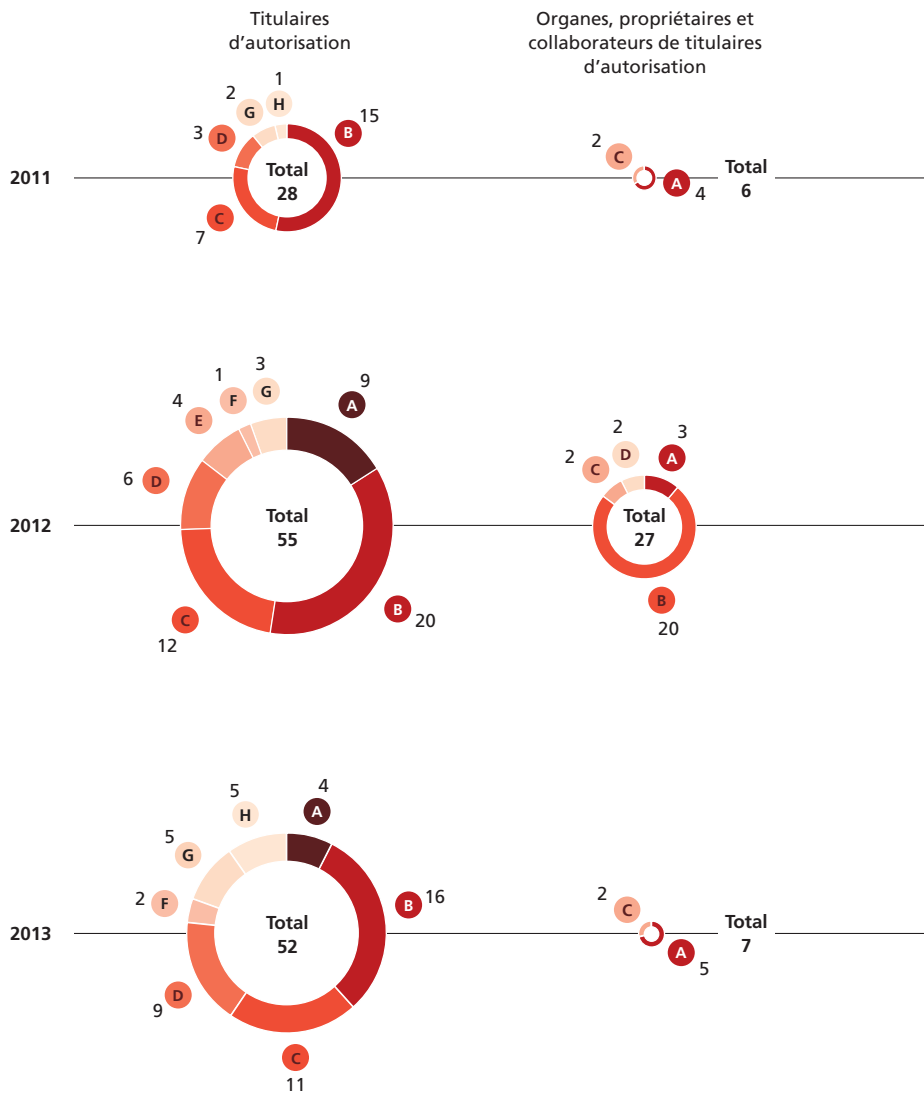 Titulaires
d'autorisation
Organes, propriétaires et
collaborateurs de titulaires
d'autorisation
2011
1
H
2
G
3
D
B
15
Total
28
C
7
2
C
A
4
Total
6
2012
3
G
1
F
4
E
9
A
6
D
Total
55
B
20
C
12
2
D
2
C
3
A
Total
27
B
20
2013
5
H
4
A
5
G
2
F
B
16
Total
52
D
9
C
11
2
C
A
5
Total
7